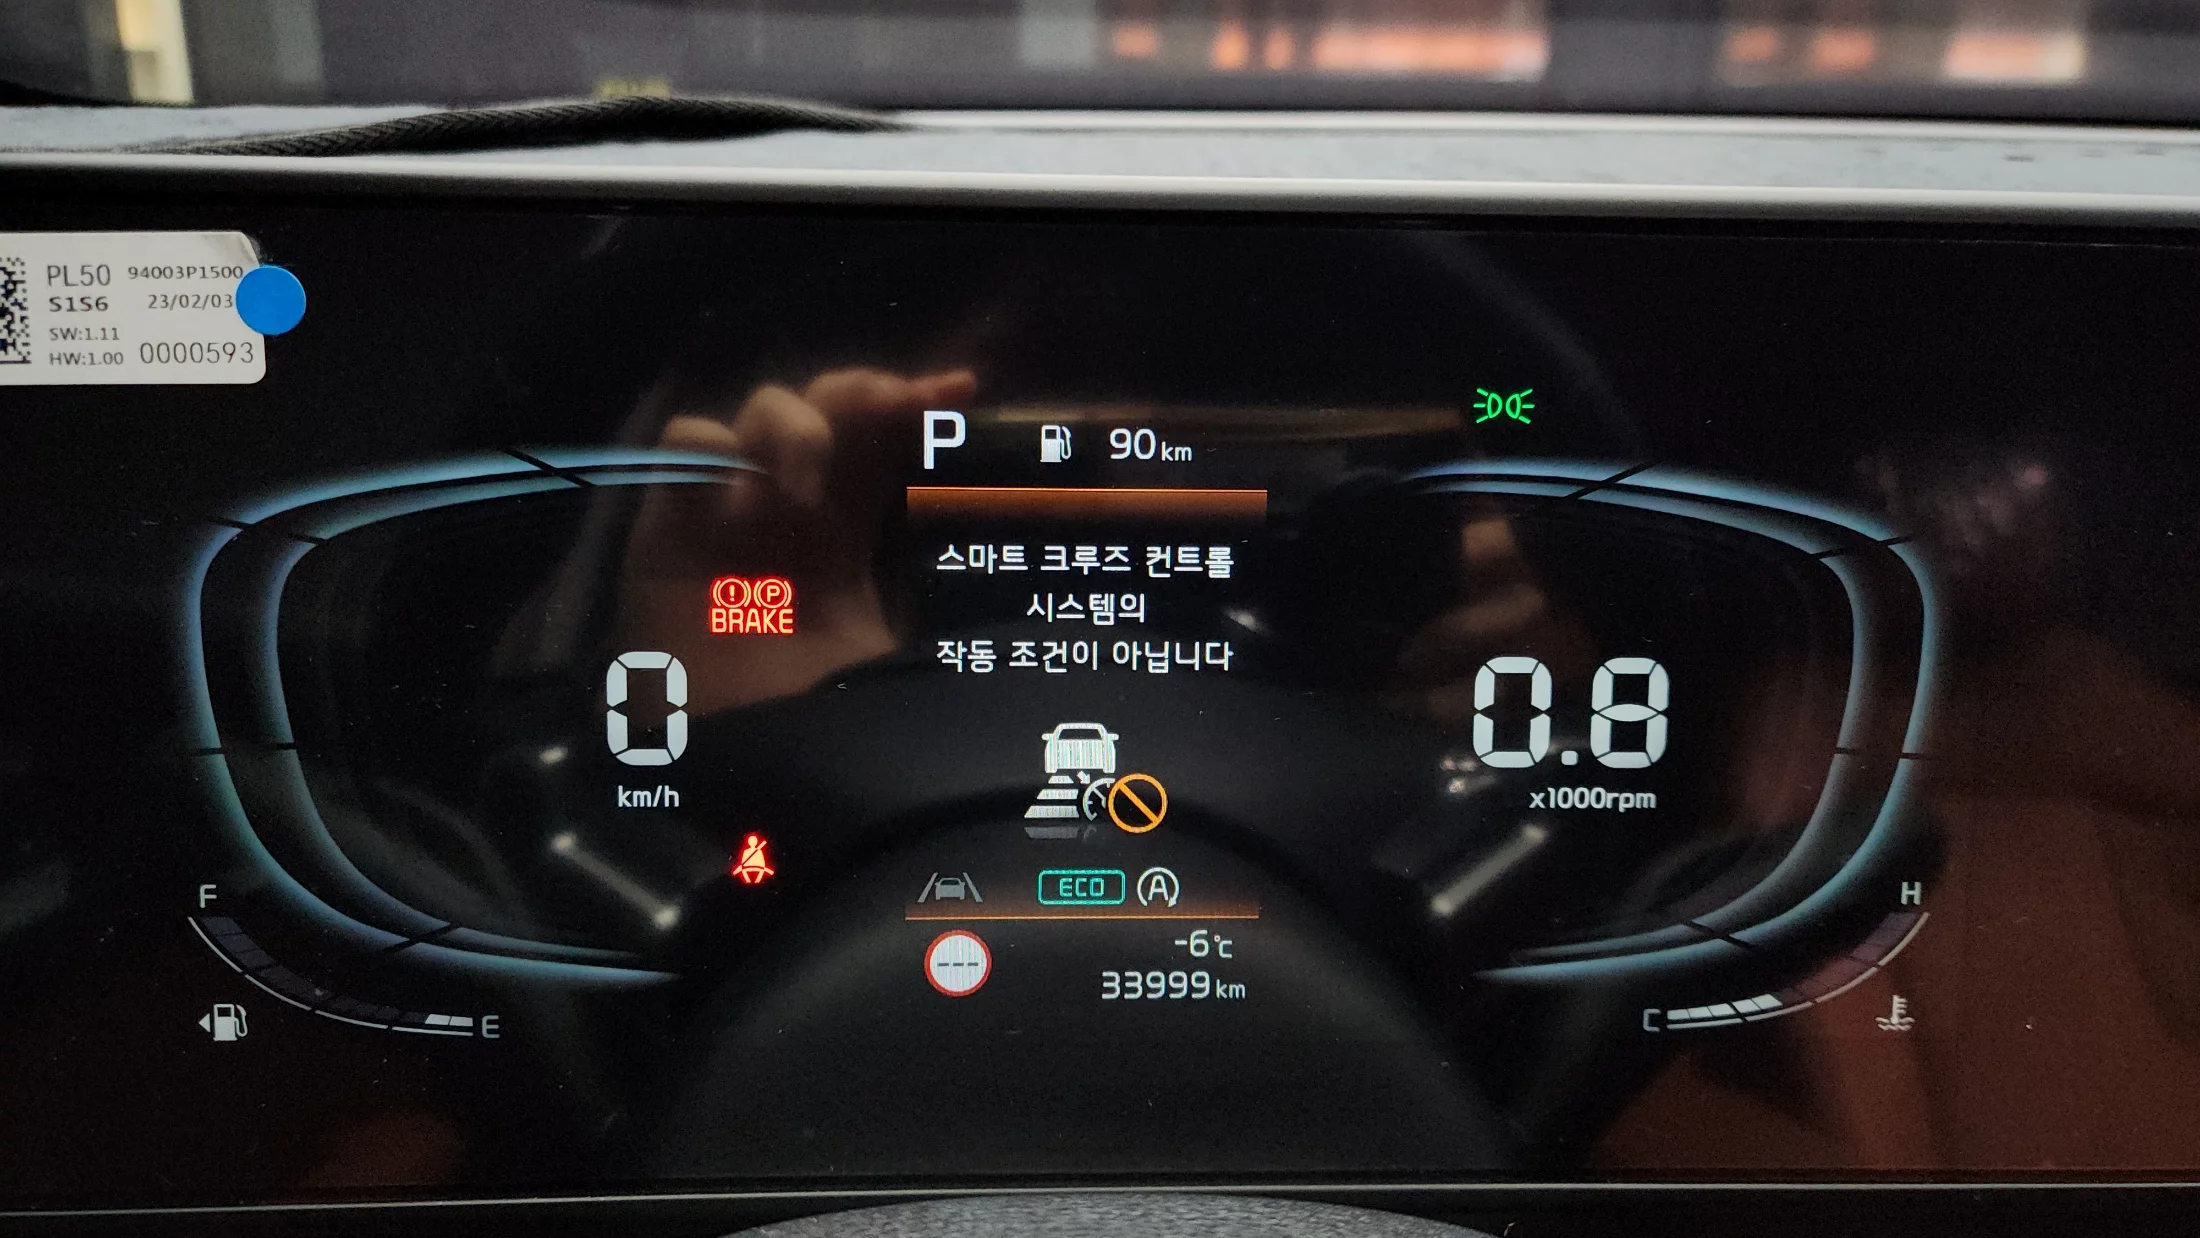 PL50 94003P1500
S1S6 23/02/03
SW:1.11
HW:1.00 0000593
P 90km
스마트 크루즈 컨트롤
시스템의
작동 조건이 아닙니다
BRAKE
0
km/h
0.8
x1000rpm
ECO A
F
E
H
C
---
-6℃
33999km